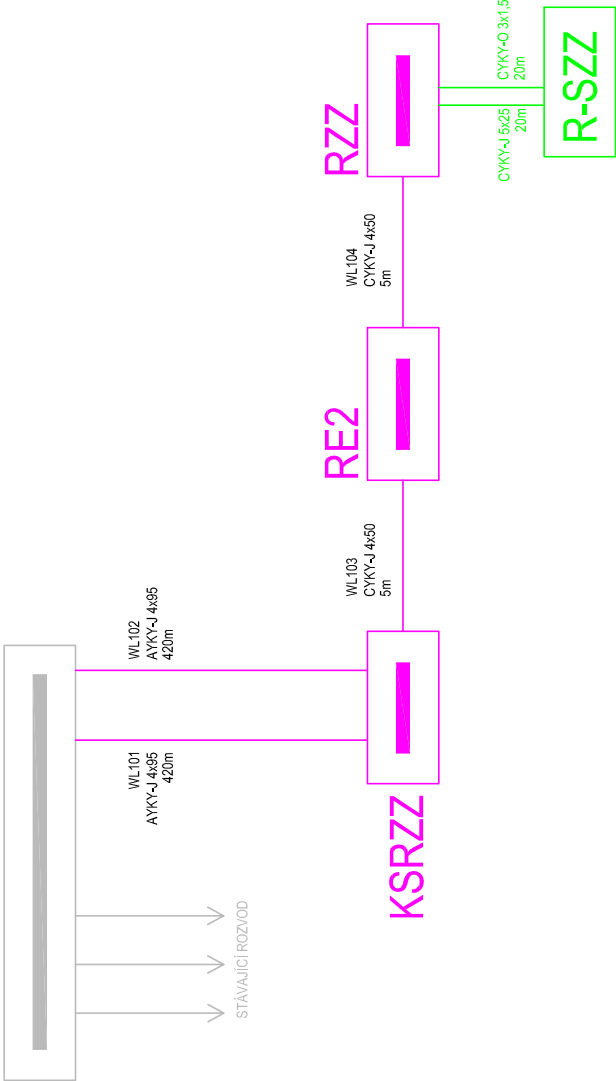 CYKY-O 3x1,5
20m
CYKY-J 5x25
20m
R-SZZ
RZZ
WL104
CYKY-J 4x50
5m
RE2
WL103
CYKY-J 4x50
5m
WL102
AYKY-J 4x95
420m
WL101
AYKY-J 4x95
420m
KSRZZ
STÁVAJÍCÍ ROZVOD